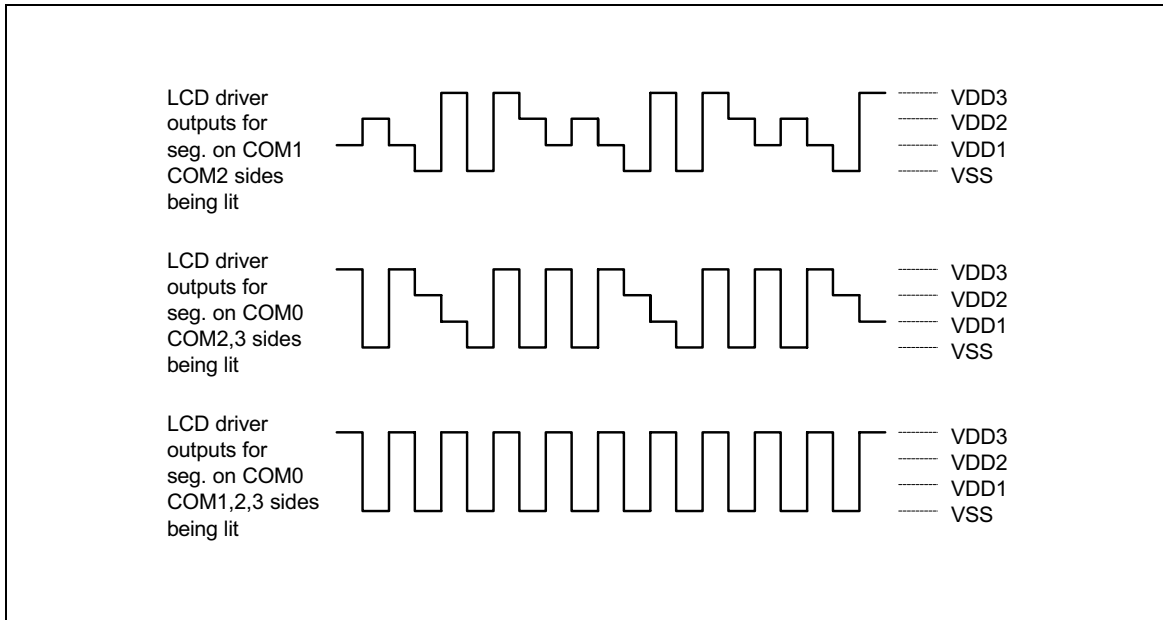 LCD driver
outputs for
seg. on COM1
COM2 sides
being lit
VDD3
VDD2
VDD1
VSS
LCD driver
outputs for
seg. on COM0
COM2,3 sides
being lit
VDD3
VDD2
VDD1
VSS
LCD driver
outputs for
seg. on COM0
COM1,2,3 sides
being lit
VDD3
VDD2
VDD1
VSS